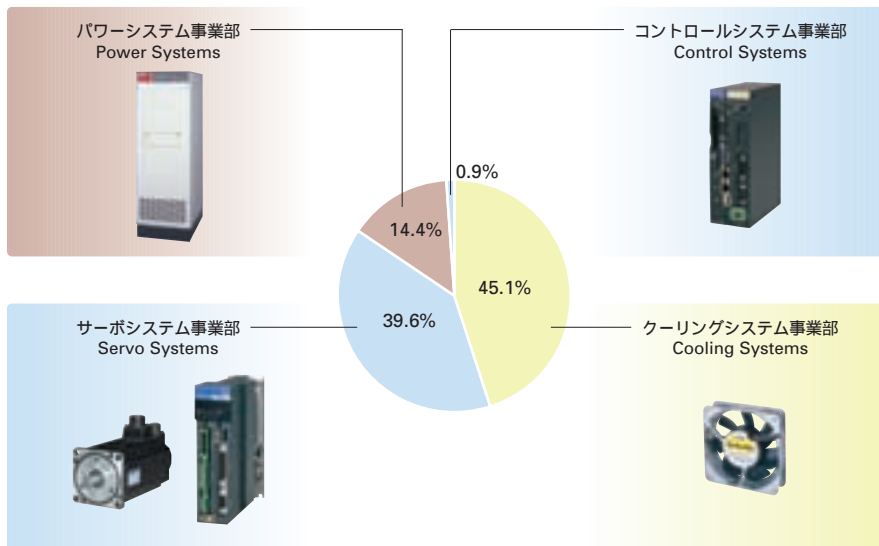 パワーシステム事業部
Power Systems
コントロールシステム事業部
Control Systems
0.9%
14.4%
45.1%
39.6%
サーボシステム事業部
Servo Systems
クーリングシステム事業部
Cooling Systems